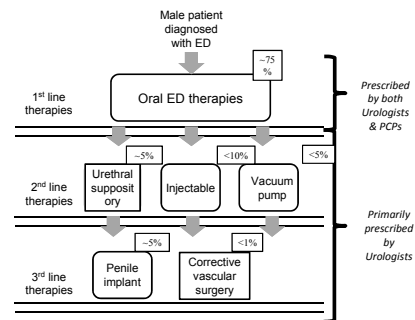 Male patient
diagnosed
with ED
~75
%
Oral ED therapies
1st line
therapies
Prescribed
by both
Urologists
& PCPs
~5%
<10%
<5%
Urethral
supposit
ory
Injectable
Vacuum
pump
2nd line
therapies
Primarily
prescribed
by
Urologists
~5%
<1%
Penile
implant
Corrective
vascular
surgery
3rd line
therapies